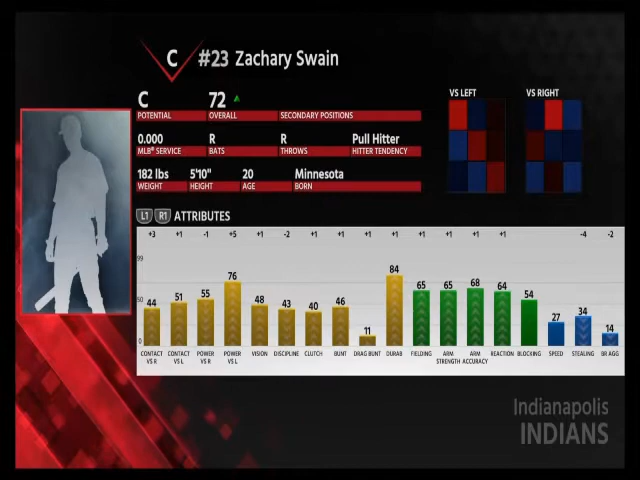 C #23 Zachary Swain
C 72
POTENTIAL OVERALL SECONDARY POSITIONS
0.000 R R Pull Hitter
MLB® SERVICE BATS THROWS HITTER TENDENCY
182 lbs 5'10" 20 Minnesota
WEIGHT HEIGHT AGE BORN
VS LEFT VS RIGHT
L1 R1 ATTRIBUTES
+3 +1 -1 +5 +1 -2 +1 +1 +1 +1 +1 +1 +1 +1 -4 -2
99
50
0
44 51 55 76 48 43 40 46 11 84 65 65 68 64 54 27 34 14
CONTACT VS R CONTACT VS L POWER VS R POWER VS L VISION DISCIPLINE CLUTCH BUNT DRAG BUNT DURAB FIELDING ARM STRENGTH ARM ACCURACY REACTION BLOCKING SPEED STEALING BR AGG
Indianapolis
INDIANS